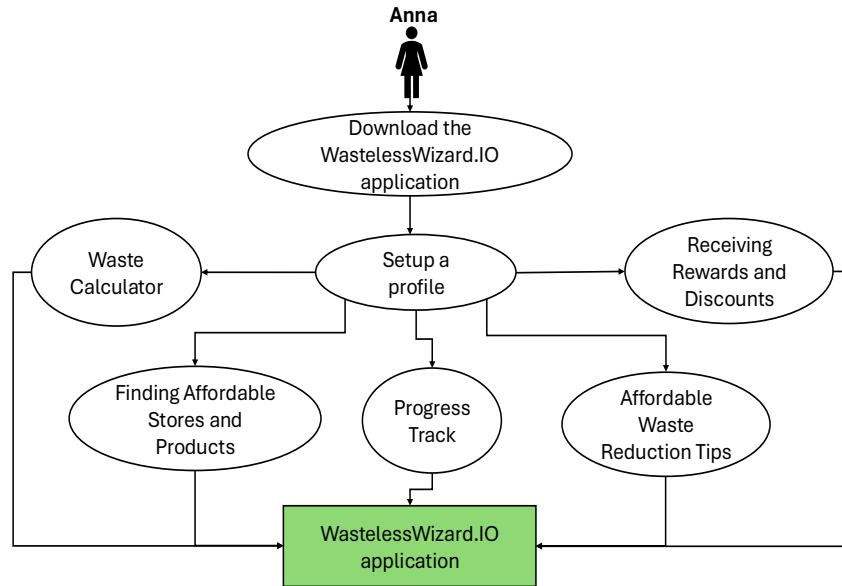 Anna
Download the
WastelessWizard.IO
application
Waste
Calculator
Setup a
profile
Receiving
Rewards and
Discounts
Finding Affordable
Stores and
Products
Progress
Track
Affordable
Waste
Reduction Tips
WastelessWizard.IO
application